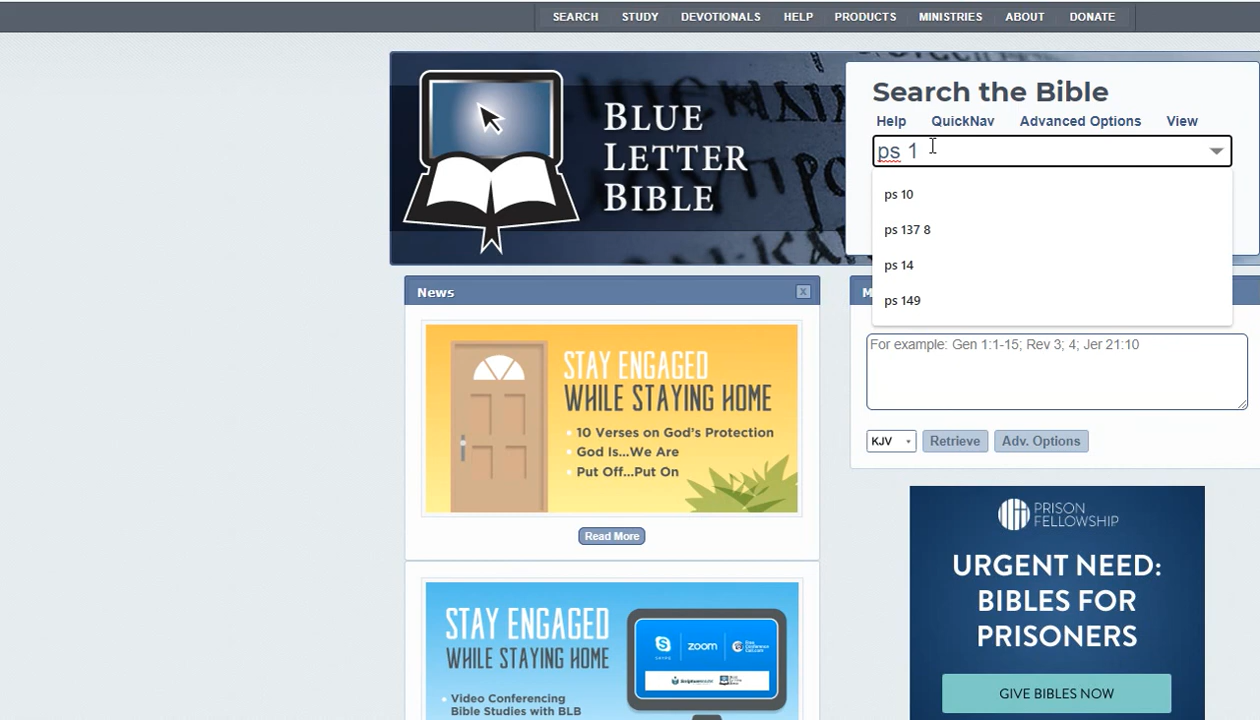 SEARCH STUDY DEVOTIONALS HELP PRODUCTS MINISTRIES ABOUT DONATE
BLUE
LETTER
BIBLE
Search the Bible
Help QuickNav Advanced Options View
ps 1
ps 10
ps 137 8
ps 14
ps 149
News
x
M
STAY ENGAGED
WHILE STAYING HOME
• 10 Verses on God's Protection
• God Is...We Are
• Put Off...Put On
Read More
For example: Gen 1:1-15; Rev 3; 4; Jer 21:10
KJV Retrieve Adv. Options
STAY ENGAGED
WHILE STAYING HOME
zoom
• Video Conferencing
Bible Studies with BLB
PRISON
FELLOWSHIP
URGENT NEED:
BIBLES FOR
PRISONERS
GIVE BIBLES NOW